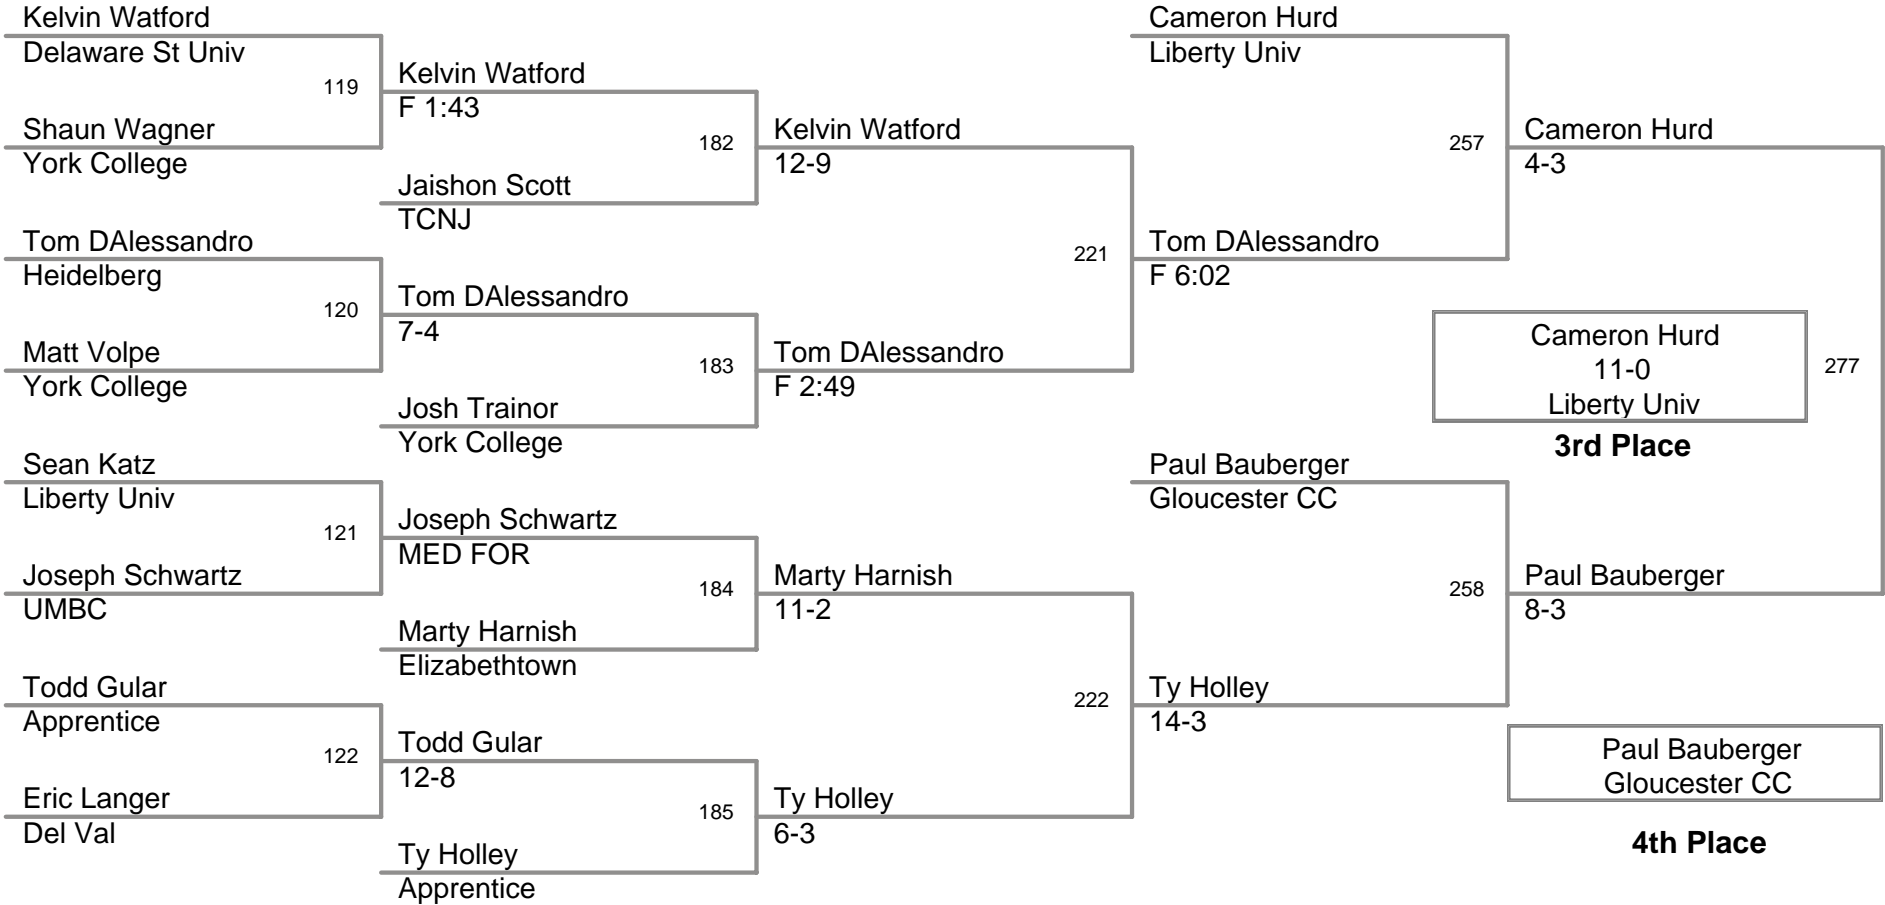 Kelvin Watford
Delaware St Univ
119
Shaun Wagner
York College
Tom DAlessandro
Heidelberg
120
Matt Volpe
York College
Sean Katz
Liberty Univ
121
Joseph Schwartz
UMBC
Todd Gular
Apprentice
122
Eric Langer
Del Val
Kelvin Watford
F 1:43
182
Jaishon Scott
TCNJ
Tom DAlessandro
7-4
183
Josh Trainor
York College
Joseph Schwartz
MED FOR
184
Marty Harnish
Elizabethtown
Todd Gular
12-8
185
Ty Holley
Apprentice
Kelvin Watford
12-9
221
Tom DAlessandro
F 2:49
Marty Harnish
11-2
222
Ty Holley
6-3
Cameron Hurd
Liberty Univ
257
Tom DAlessandro
F 6:02
Paul Bauberger
Gloucester CC
258
Ty Holley
14-3
Cameron Hurd
4-3
277
Paul Bauberger
8-3
Cameron Hurd
11-0
Liberty Univ
3rd Place
Paul Bauberger
Gloucester CC
4th Place